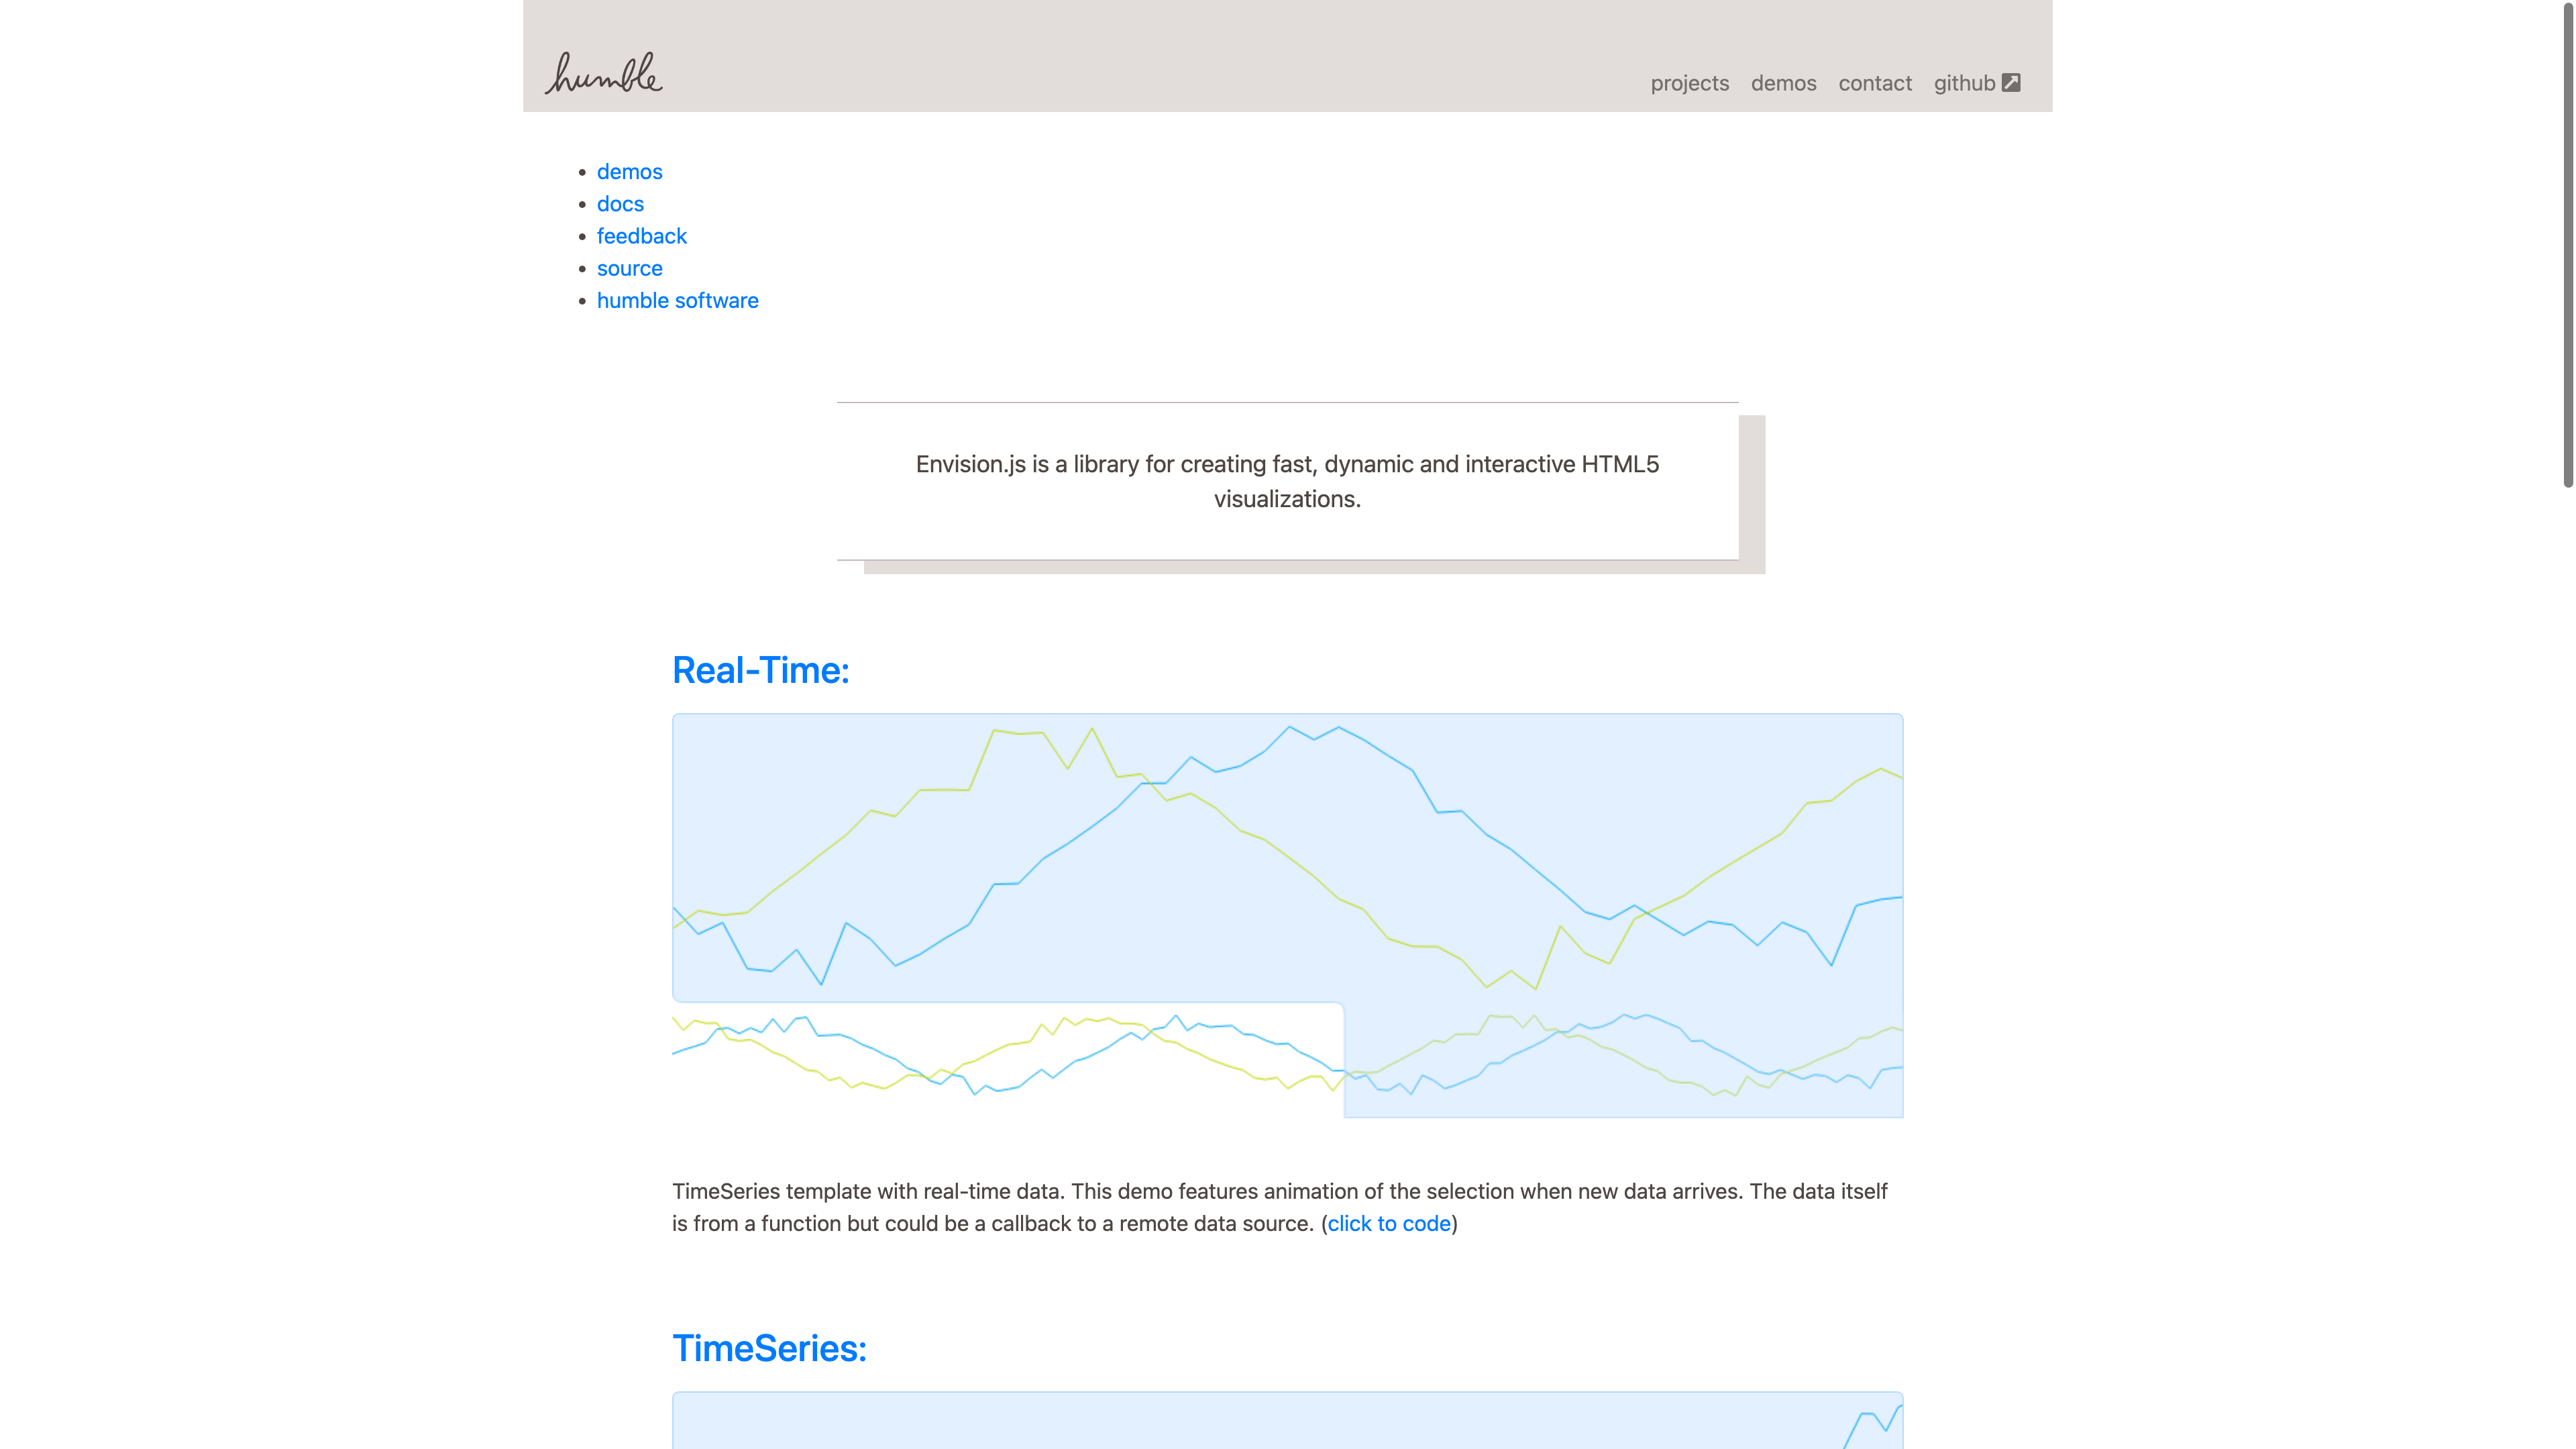 humble
projects demos contact github
demos
docs
feedback
source
humble software
Envision.js is a library for creating fast, dynamic and interactive HTML5
visualizations.
Real-Time:
TimeSeries template with real-time data. This demo features animation of the selection when new data arrives. The data itself
is from a function but could be a callback to a remote data source. (click to code)
TimeSeries: